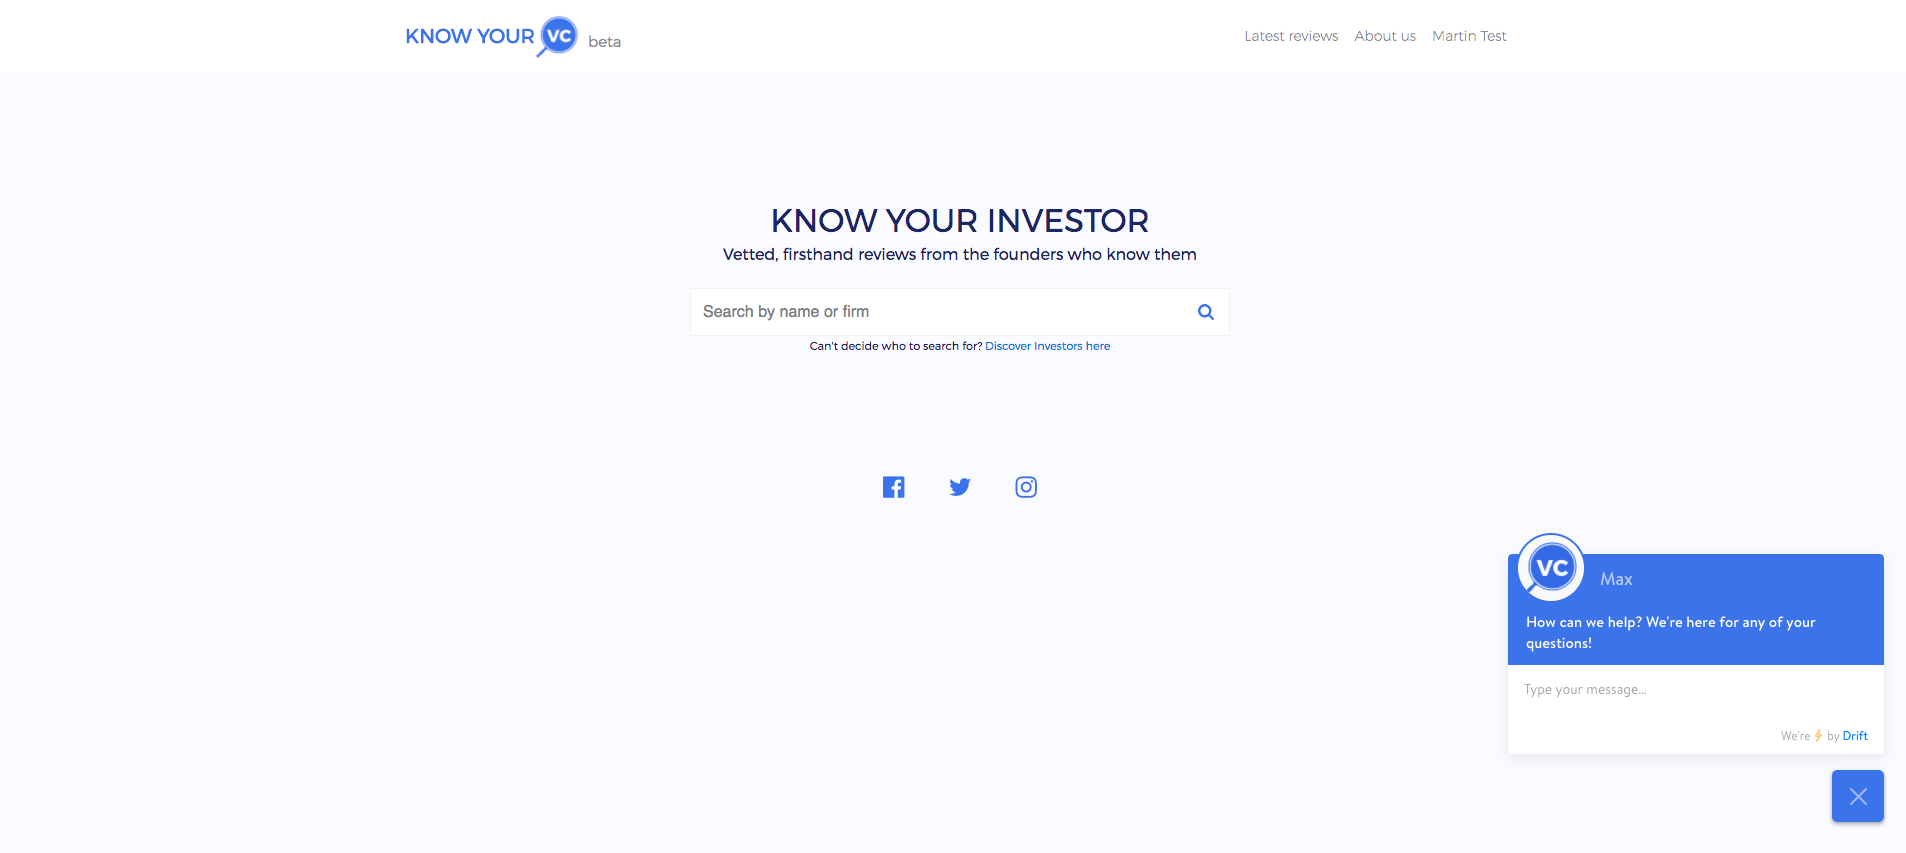 KNOW YOUR VC beta
Latest reviews About us Martin Test
KNOW YOUR INVESTOR
Vetted, firsthand reviews from the founders who know them
Search by name or firm
Can't decide who to search for? Discover Investors here
VC Max
How can we help? We're here for any of your
questions!
Type your message...
We're ⚡ by Drift